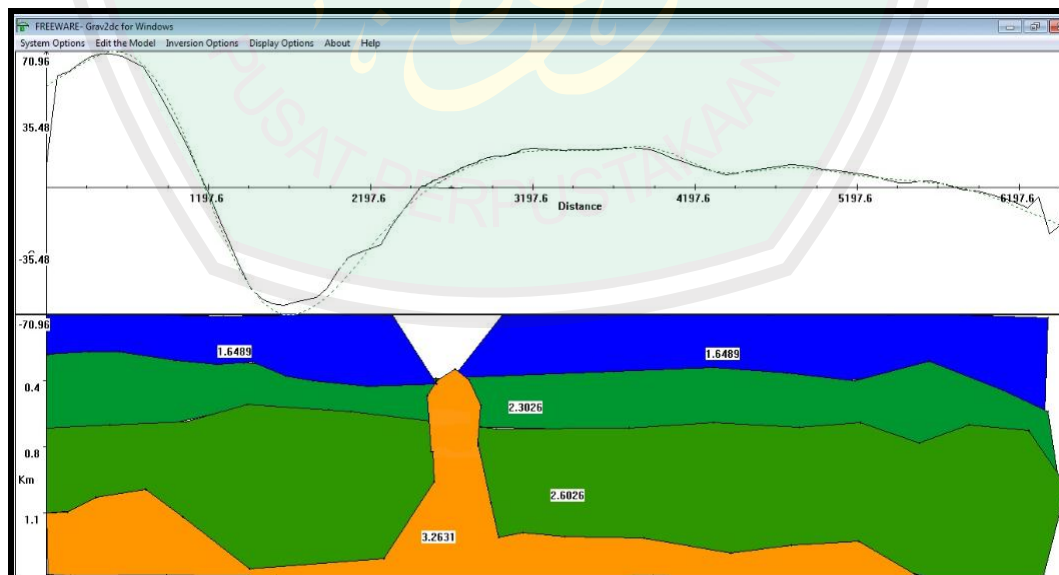 FREEWARE- Grav2dc for Windows
System Options Edit the Model Inversion Options Display Options About Help
70.96
35.48
1197.6 2197.6 3197.6 4197.6 5197.6 6197.6
Distance
-35.48
-70.96
1.6489 1.6489
0.4
2.3026
0.8
Km
2.6026
1.1
3.2631
PUSAT PERPUSTAKAAN